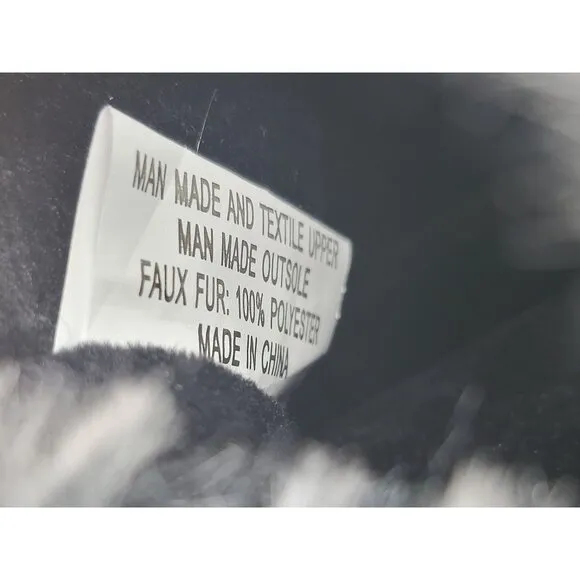 MAN MADE AND TEXTILE UPPER
MAN MADE OUTSOLE
FAUX FUR: 100% POLYESTER
MADE IN CHINA